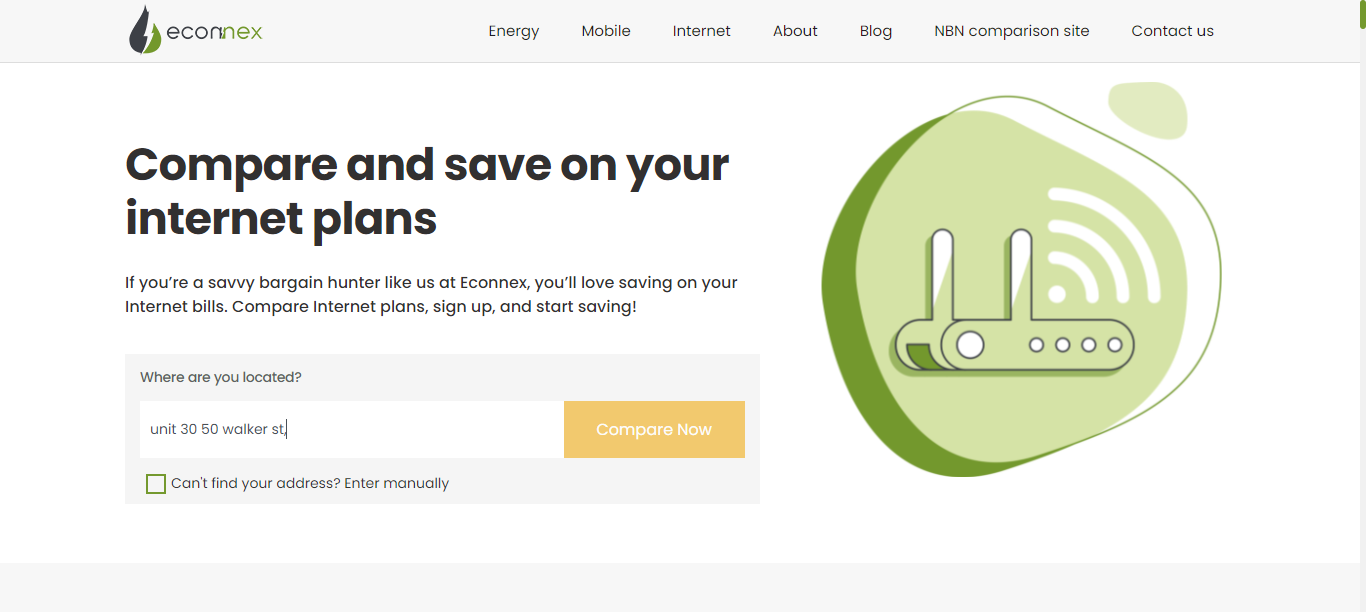 econnex
Energy Mobile Internet About Blog NBN comparison site Contact us
Compare and save on your
internet plans
If you’re a savvy bargain hunter like us at Econnex, you’ll love saving on your
Internet bills. Compare Internet plans, sign up, and start saving!
Where are you located?
unit 30 50 walker st,
Compare Now
Can't find your address? Enter manually